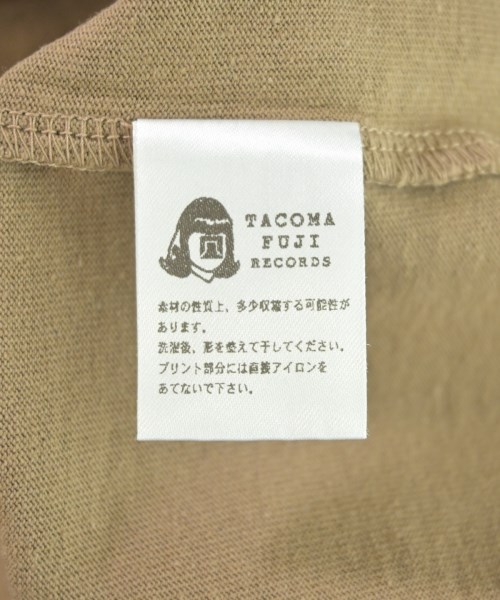 TACOMA
FUJI
RECORDS
素材の性質上、多少収縮する可能性が
あります。
洗濯後、形を整えて干してください。
プリント部分には直接アイロンを
あてないで下さい。